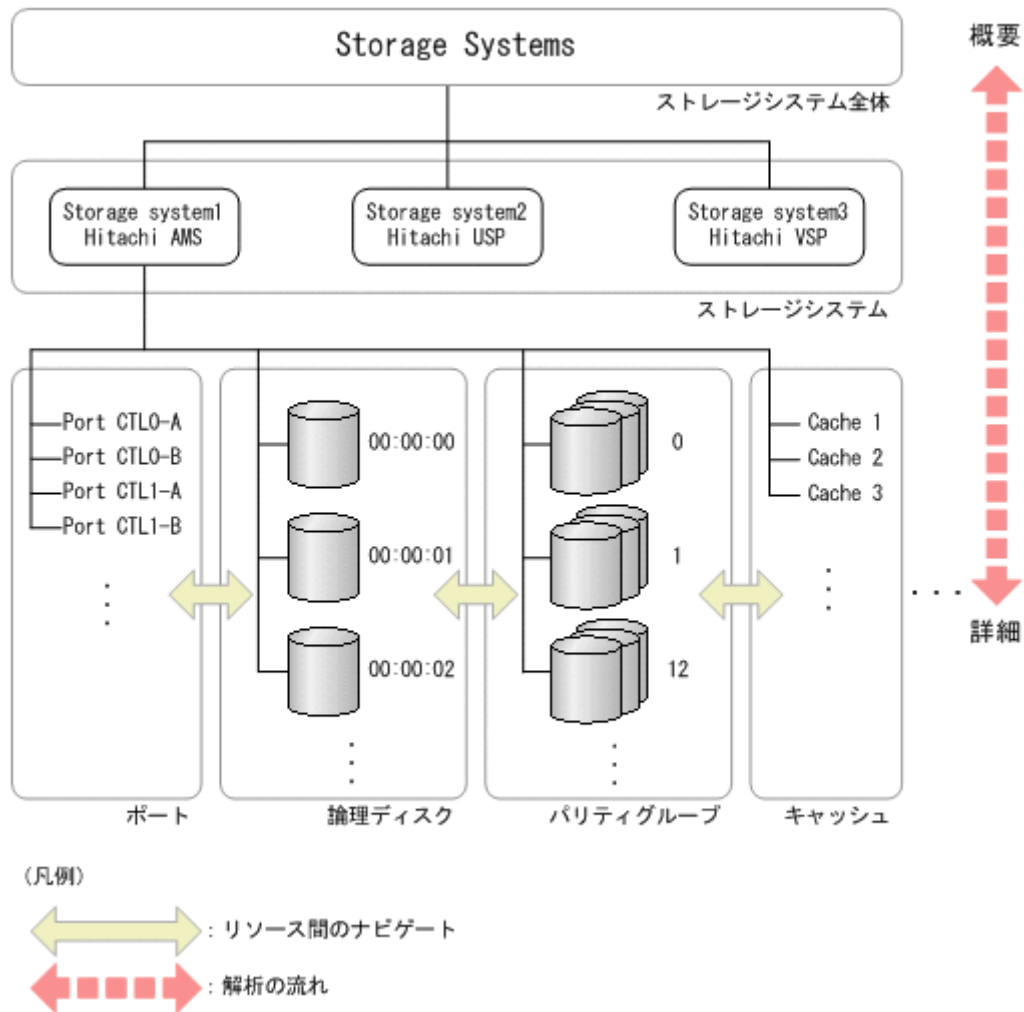 Storage Systems
概要
ストレージシステム全体
Storage system1
Hitachi AMS
Storage system2
Hitachi USP
Storage system3
Hitachi VSP
ストレージシステム
Port CTL0-A
Port CTL0-B
Port CTL1-A
Port CTL1-B
00:00:00
00:00:01
00:00:02
0
1
12
Cache 1
Cache 2
Cache 3
詳細
ポート
論理ディスク
パリティグループ
キャッシュ
(凡例)
: リソース間のナビゲート
: 解析の流れ